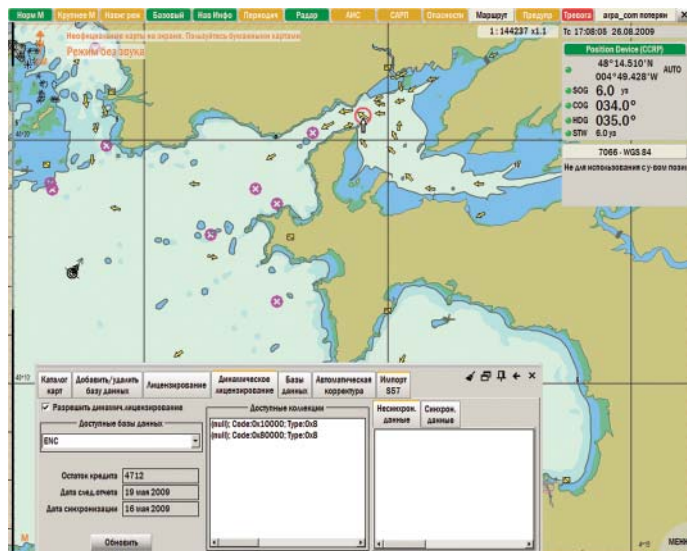 Норм М Крупнее М Навиг реж Базовый Нав Инфо Периодич Радар АИС САРП Опасности Маршрут Предупр Тревога arpa_com потерян
Неофициальные карты на экране. Пользуйтесь бумажными картами
Режим без звука
1 : 144237 x1.1
Тс 17:08:05 26.08.2009
Position Device (CCRP)
48°14.510'N
AUTO
004°49.428'W
SOG 6.0 уз
COG 034.0°
HDG 035.0°
STW 6.0 уз
7066 - WGS 84
Не для использования с у-вом пози
Каталог карт
Добавить/удалить базу данных
Лицензирование
Динамическое лицензирование
Базы данных
Автоматическая корректура
Импорт SS7
Разрешить динамич.лицензирование
Доступные базы данных
ENC
Остаток кредита 4712
Дата след.отчета 19 мая 2009
Дата синхронизации 16 мая 2009
Обновить
Доступные коллекции
(null); Code:0x10000; Type:0x8
(null); Code:0x80000; Type:0x8
Несинхрон. данные
Синхрон. данные
М